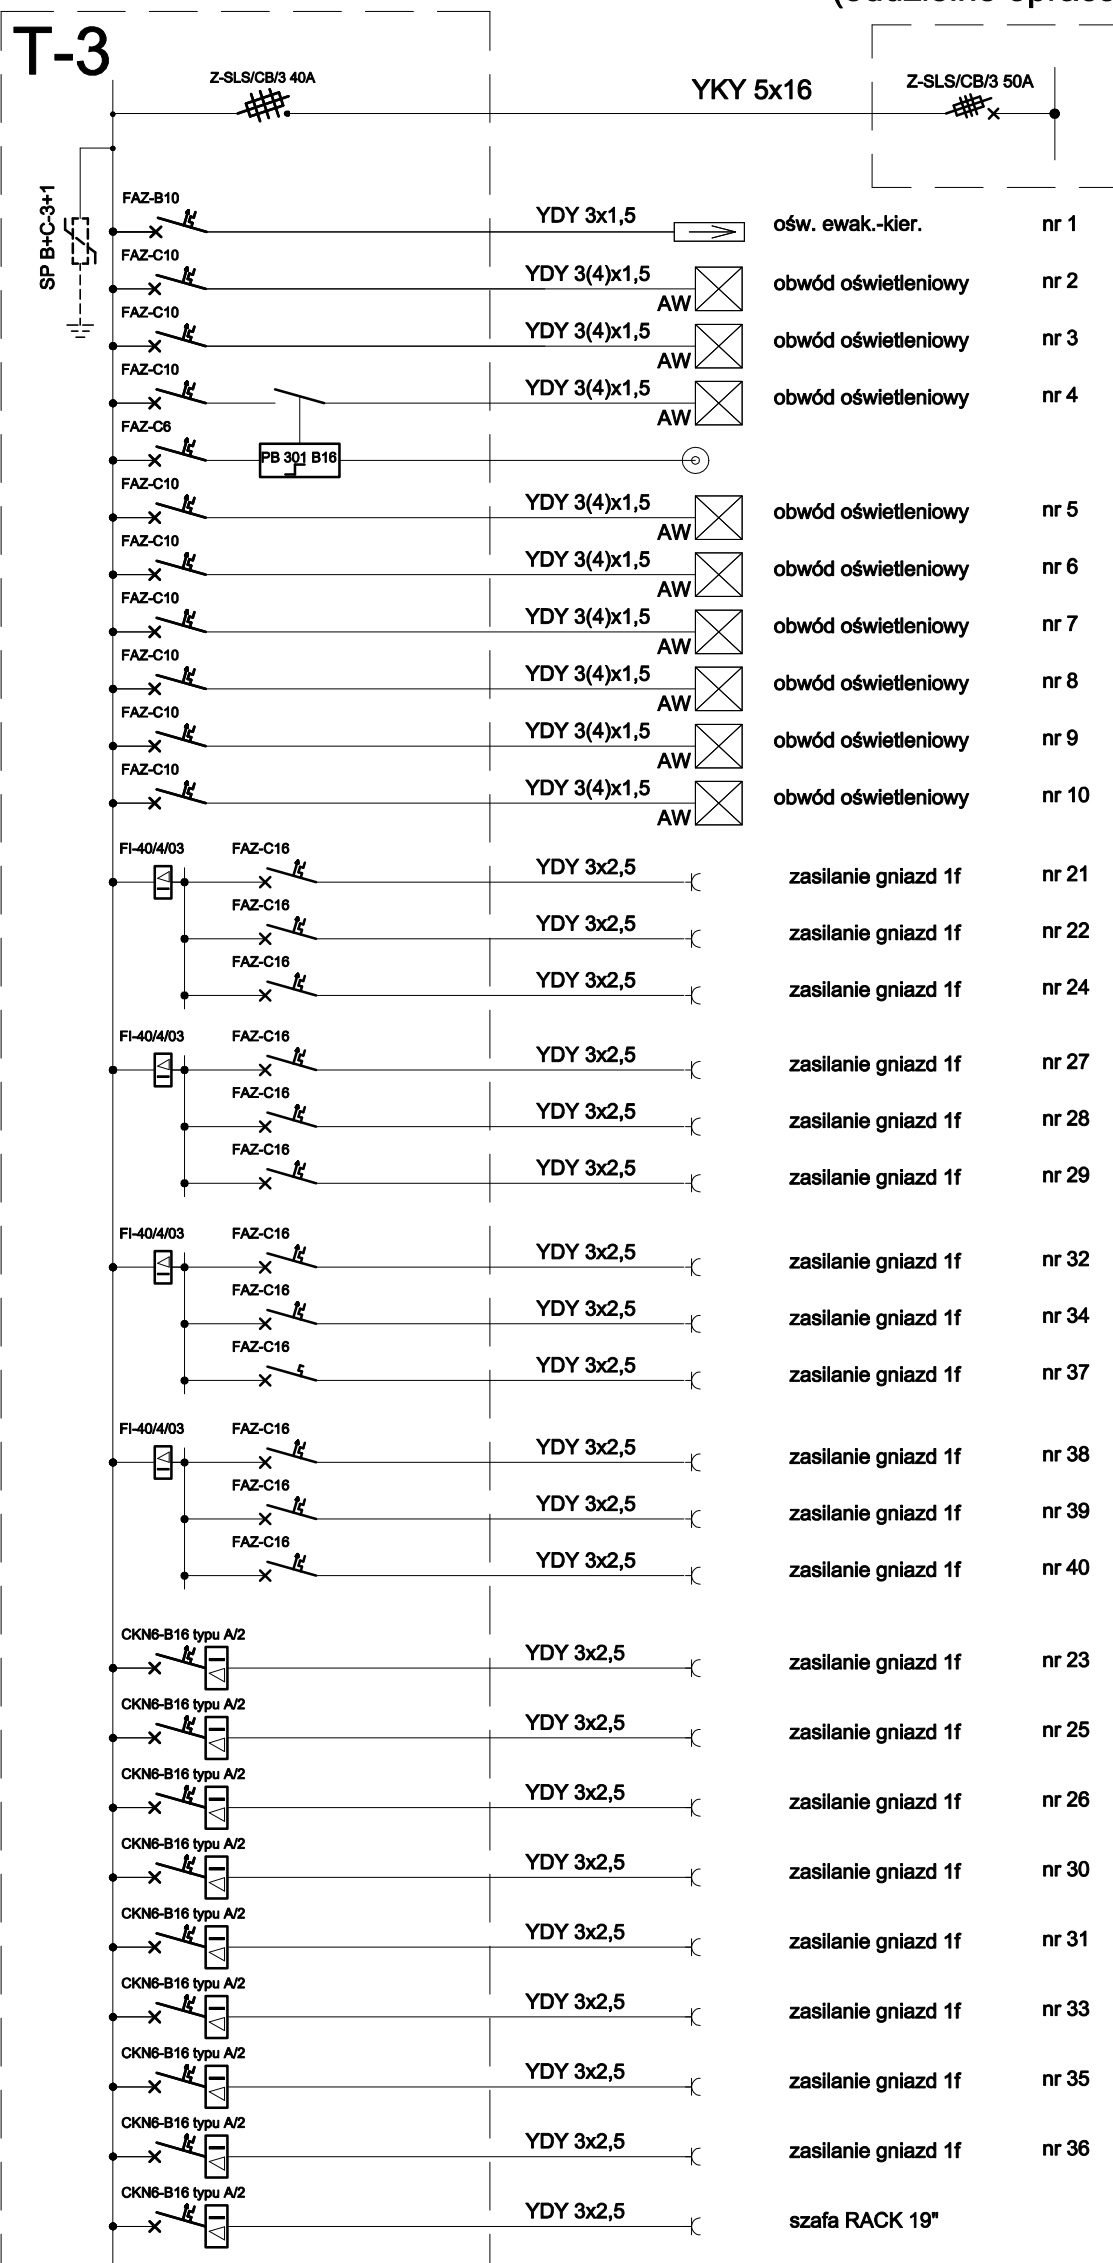 T-3
Z-SLS/CB/3 40A
YKY 5x16
Z-SLS/CB/3 50A
SP B+C-3+1
FAZ-B10
YDY 3x1,5
ośw. ewak.-kier.
nr 1
FAZ-C10
YDY 3(4)x1,5
AW
obwód oświetleniowy
nr 2
FAZ-C10
YDY 3(4)x1,5
AW
obwód oświetleniowy
nr 3
FAZ-C10
YDY 3(4)x1,5
AW
obwód oświetleniowy
nr 4
FAZ-C6
PB 301 B16
FAZ-C10
YDY 3(4)x1,5
AW
obwód oświetleniowy
nr 5
FAZ-C10
YDY 3(4)x1,5
AW
obwód oświetleniowy
nr 6
FAZ-C10
YDY 3(4)x1,5
AW
obwód oświetleniowy
nr 7
FAZ-C10
YDY 3(4)x1,5
AW
obwód oświetleniowy
nr 8
FAZ-C10
YDY 3(4)x1,5
AW
obwód oświetleniowy
nr 9
FAZ-C10
YDY 3(4)x1,5
AW
obwód oświetleniowy
nr 10
FI-40/4/03
FAZ-C16
YDY 3x2,5
zasilanie gniazd 1f
nr 21
FAZ-C16
YDY 3x2,5
zasilanie gniazd 1f
nr 22
FAZ-C16
YDY 3x2,5
zasilanie gniazd 1f
nr 24
FI-40/4/03
FAZ-C16
YDY 3x2,5
zasilanie gniazd 1f
nr 27
FAZ-C16
YDY 3x2,5
zasilanie gniazd 1f
nr 28
FAZ-C16
YDY 3x2,5
zasilanie gniazd 1f
nr 29
FI-40/4/03
FAZ-C16
YDY 3x2,5
zasilanie gniazd 1f
nr 32
FAZ-C16
YDY 3x2,5
zasilanie gniazd 1f
nr 34
FAZ-C16
YDY 3x2,5
zasilanie gniazd 1f
nr 37
FI-40/4/03
FAZ-C16
YDY 3x2,5
zasilanie gniazd 1f
nr 38
FAZ-C16
YDY 3x2,5
zasilanie gniazd 1f
nr 39
FAZ-C16
YDY 3x2,5
zasilanie gniazd 1f
nr 40
CKN6-B16 typu A/2
YDY 3x2,5
zasilanie gniazd 1f
nr 23
CKN6-B16 typu A/2
YDY 3x2,5
zasilanie gniazd 1f
nr 25
CKN6-B16 typu A/2
YDY 3x2,5
zasilanie gniazd 1f
nr 26
CKN6-B16 typu A/2
YDY 3x2,5
zasilanie gniazd 1f
nr 30
CKN6-B16 typu A/2
YDY 3x2,5
zasilanie gniazd 1f
nr 31
CKN6-B16 typu A/2
YDY 3x2,5
zasilanie gniazd 1f
nr 33
CKN6-B16 typu A/2
YDY 3x2,5
zasilanie gniazd 1f
nr 35
CKN6-B16 typu A/2
YDY 3x2,5
zasilanie gniazd 1f
nr 36
CKN6-B16 typu A/2
YDY 3x2,5
szafa RACK 19"